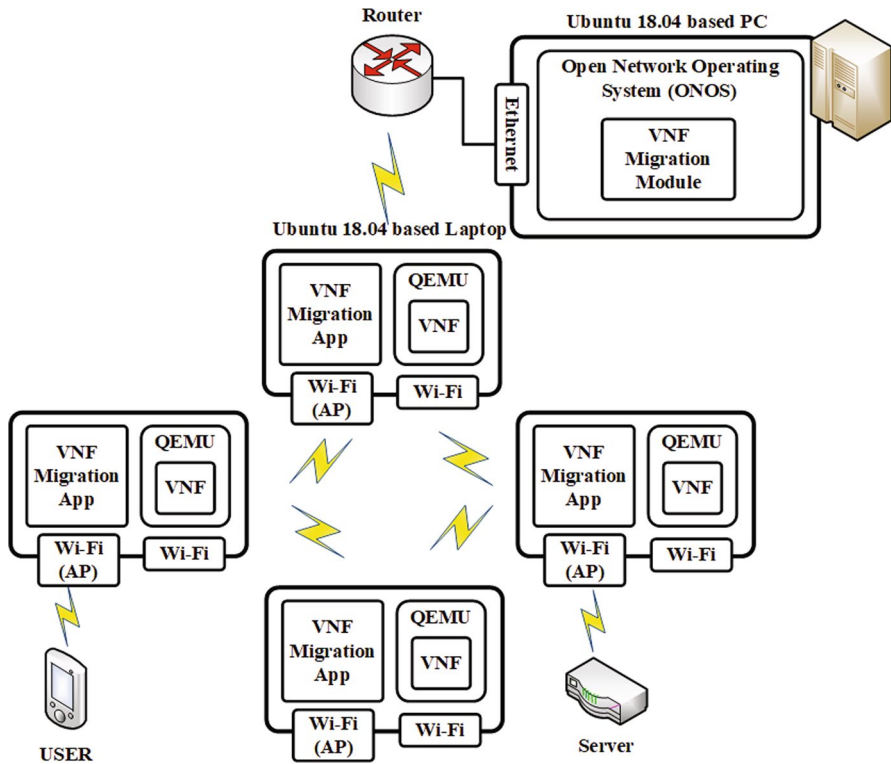 Router
Ubuntu 18.04 based PC
Open Network Operating
System (ONOS)
Ethernet
VNF
Migration
Module
Ubuntu 18.04 based Laptop
VNF
Migration
App
QEMU
VNF
Wi-Fi
(AP)
Wi-Fi
VNF
Migration
App
QEMU
VNF
Wi-Fi
(AP)
Wi-Fi
VNF
Migration
App
QEMU
VNF
Wi-Fi
(AP)
Wi-Fi
VNF
Migration
App
QEMU
VNF
Wi-Fi
(AP)
Wi-Fi
USER
Server